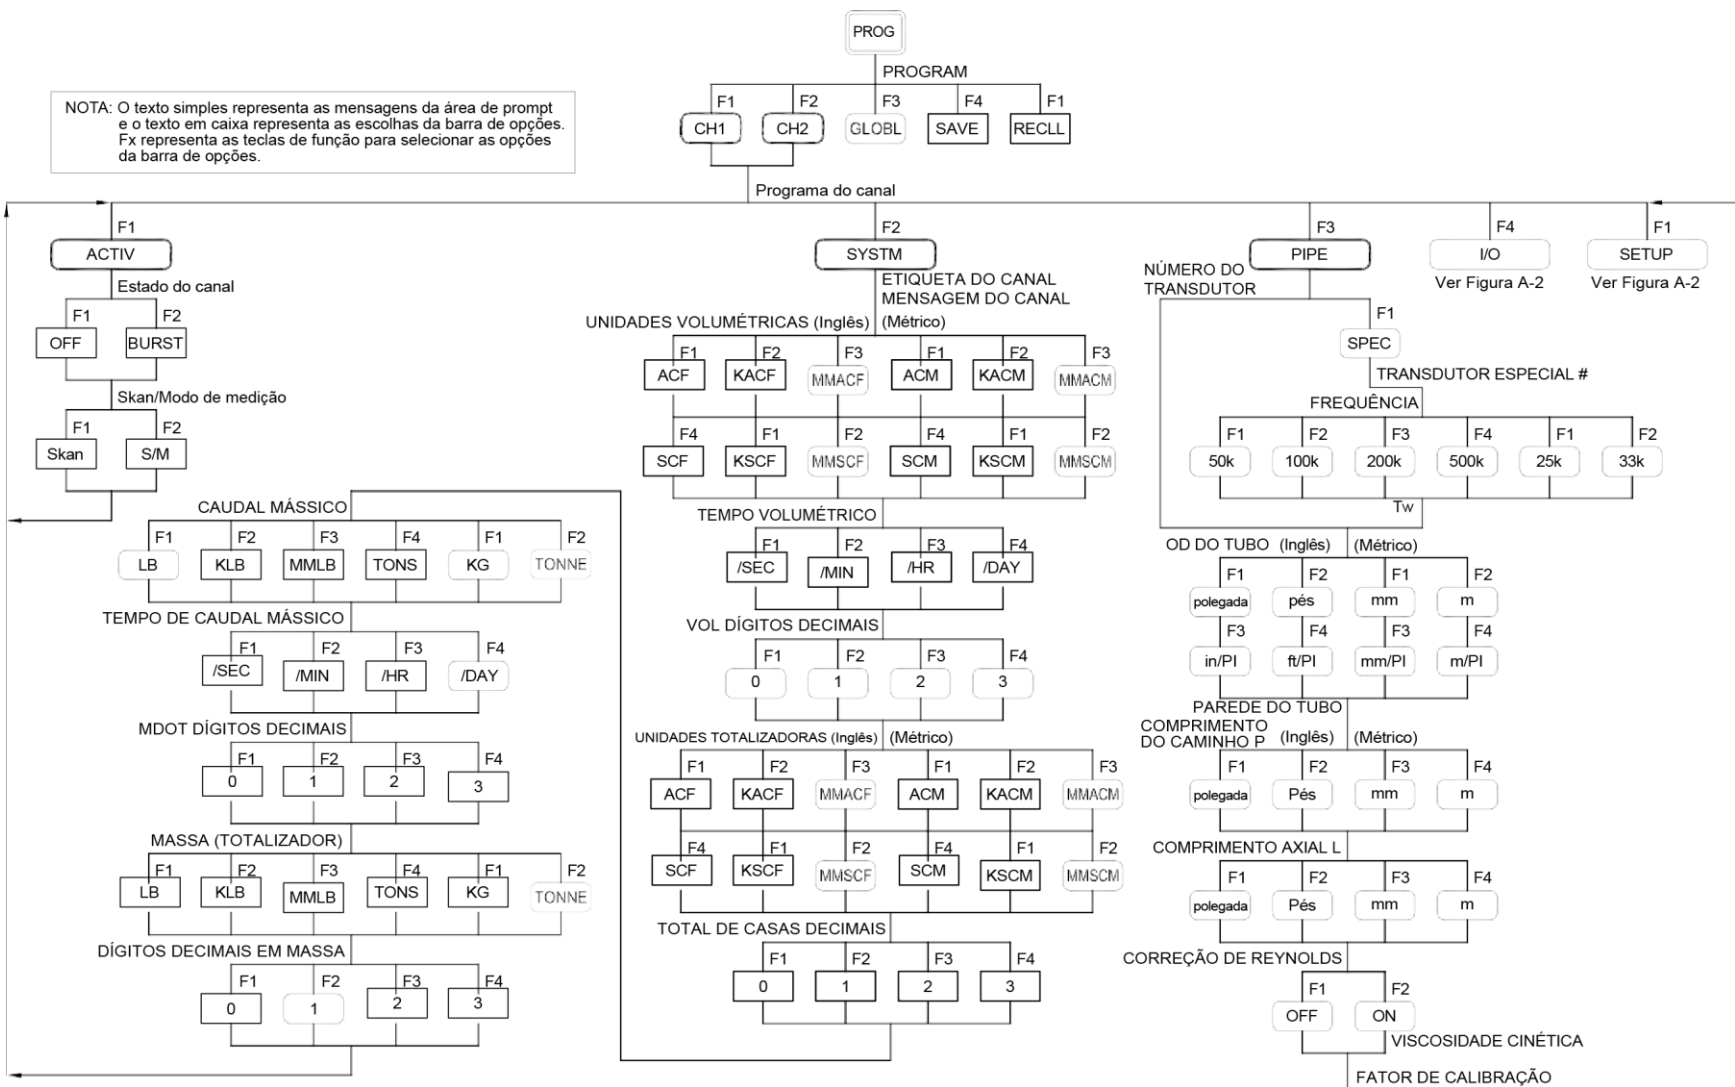 PROG
PROGRAM
F1 F2 F3 F4 F1
CH1 CH2 GLOBL SAVE RECLL
NOTA: O texto simples representa as mensagens da área de prompt
e o texto em caixa representa as escolhas da barra de opções.
Fx representa as teclas de função para selecionar as opções
da barra de opções.
Programa do canal
F1
ACTIV
Estado do canal
F1 F2
OFF BURST
Skan/Modo de medição
F1 F2
Skan S/M
F2
SYSTM
ETIQUETA DO CANAL
MENSAGEM DO CANAL
UNIDADES VOLUMÉTRICAS (Inglês) (Métrico)
F1 F2 F3 F1 F2 F3
ACF KACF MMACF ACM KACM MMACM
F4 F1 F2 F4 F1 F2
SCF KSCF MMSCF SCM KSCM MMSCM
TEMPO VOLUMÉTRICO
F1 F2 F3 F4
/SEC /MIN /HR /DAY
VOL DÍGITOS DECIMAIS
F1 F2 F3 F4
0 1 2 3
UNIDADES TOTALIZADORAS (Inglês) (Métrico)
F1 F2 F3 F1 F2 F3
ACF KACF MMACF ACM KACM MMACM
F4 F1 F2 F4 F1 F2
SCF KSCF MMSCF SCM KSCM MMSCM
TOTAL DE CASAS DECIMAIS
F1 F2 F3 F4
0 1 2 3
CAUDAL MÁSSICO
F1 F2 F3 F4 F1 F2
LB KLB MMLB TONS KG TONNE
TEMPO DE CAUDAL MÁSSICO
F1 F2 F3 F4
/SEC /MIN /HR /DAY
MDOT DÍGITOS DECIMAIS
F1 F2 F3 F4
0 1 2 3
MASSA (TOTALIZADOR)
F1 F2 F3 F4 F1 F2
LB KLB MMLB TONS KG TONNE
DÍGITOS DECIMAIS EM MASSA
F1 F2 F3 F4
0 1 2 3
F3
PIPE
NÚMERO DO
TRANSDUTOR
F1
SPEC
TRANSDUTOR ESPECIAL #
FREQUÊNCIA
F1 F2 F3 F4 F1 F2
50k 100k 200k 500k 25k 33k
Tw
OD DO TUBO (Inglês) (Métrico)
F1 F2 F1 F2
polegada pés mm m
F3 F4 F3 F4
in/PI ft/PI mm/PI m/PI
PAREDE DO TUBO
COMPRIMENTO
DO CAMINHO P (Inglês) (Métrico)
F1 F2 F3 F4
polegada Pés mm m
COMPRIMENTO AXIAL L
F1 F2 F3 F4
polegada Pés mm m
CORREÇÃO DE REYNOLDS
F1 F2
OFF ON
VISCOSIDADE CINÉTICA
FATOR DE CALIBRAÇÃO
F4
I/O
Ver Figura A-2
F1
SETUP
Ver Figura A-2